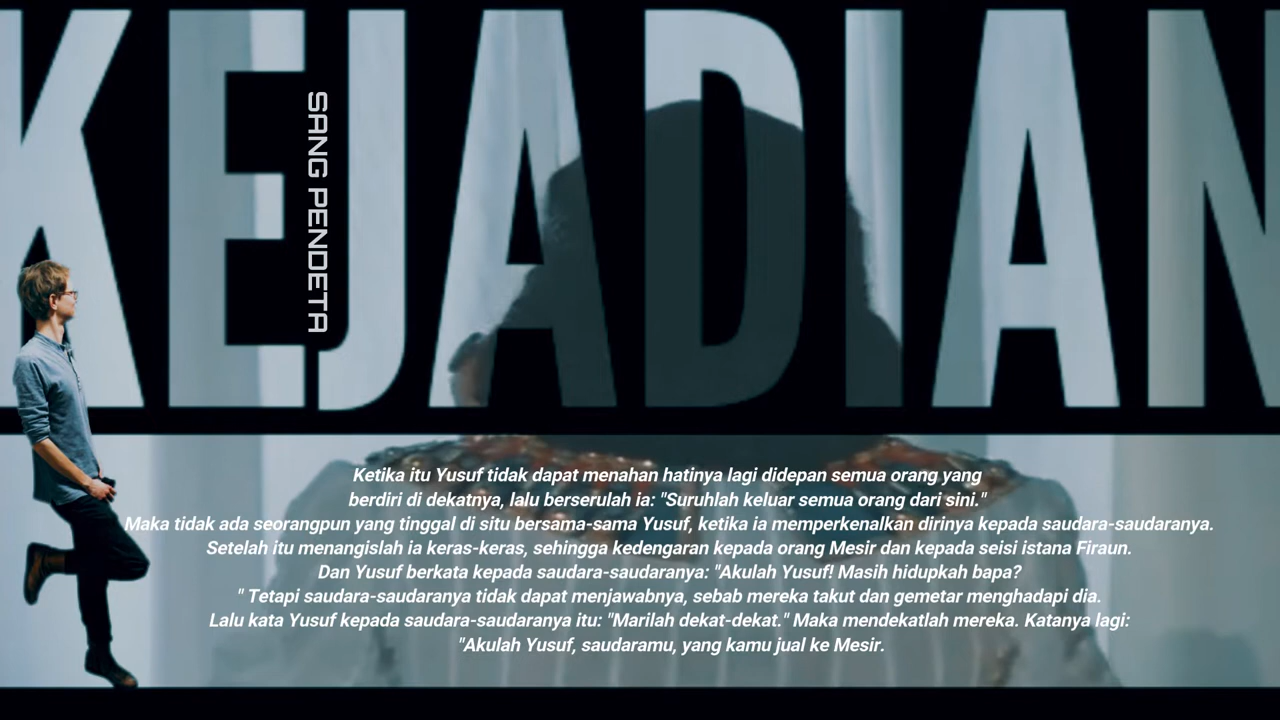 KEJADIAN
SANG PENDETA
Ketika itu Yusuf tidak dapat menahan hatinya lagi didepan semua orang yang
berdiri di dekatnya, lalu berserulah ia: "Suruhlah keluar semua orang dari sini."
Maka tidak ada seorangpun yang tinggal di situ bersama-sama Yusuf, ketika ia memperkenalkan dirinya kepada saudara-saudaranya.
Setelah itu menangislah ia keras-keras, sehingga kedengaran kepada orang Mesir dan kepada seisi istana Firaun.
Dan Yusuf berkata kepada saudara-saudaranya: "Akulah Yusuf! Masih hidupkah bapa?
" Tetapi saudara-saudaranya tidak dapat menjawabnya, sebab mereka takut dan gemetar menghadapi dia.
Lalu kata Yusuf kepada saudara-saudaranya itu: "Marilah dekat-dekat." Maka mendekatlah mereka. Katanya lagi:
"Akulah Yusuf, saudaramu, yang kamu jual ke Mesir.